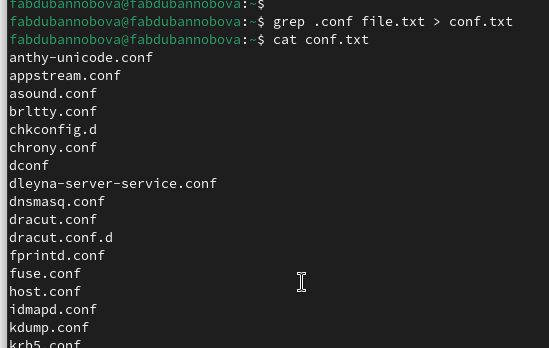 fabdubannobova@fabdubannobova:~$
fabdubannobova@fabdubannobova:~$ grep .conf file.txt > conf.txt
fabdubannobova@fabdubannobova:~$ cat conf.txt
anthy-unicode.conf
appstream.conf
asound.conf
brltty.conf
chkconfig.d
chrony.conf
dconf
dleyna-server-service.conf
dnsmasq.conf
dracut.conf
dracut.conf.d
fprintd.conf
fuse.conf
host.conf
idmapd.conf
kdump.conf
krb5.conf